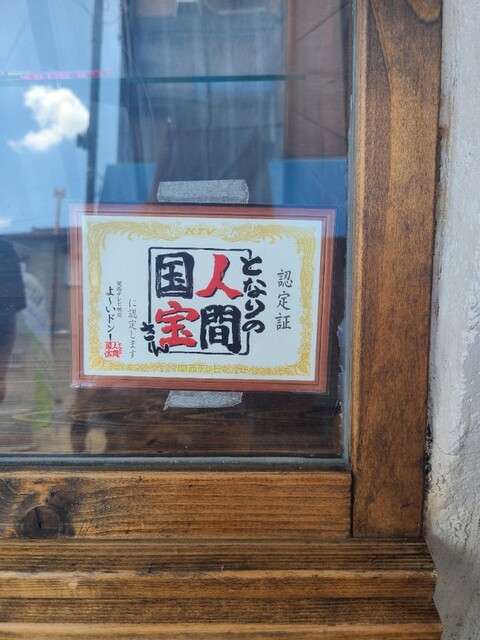 KTV
認定証
となりの
人間
国宝
さん
に認定します
関西テレビ放送
よ〜いドン!